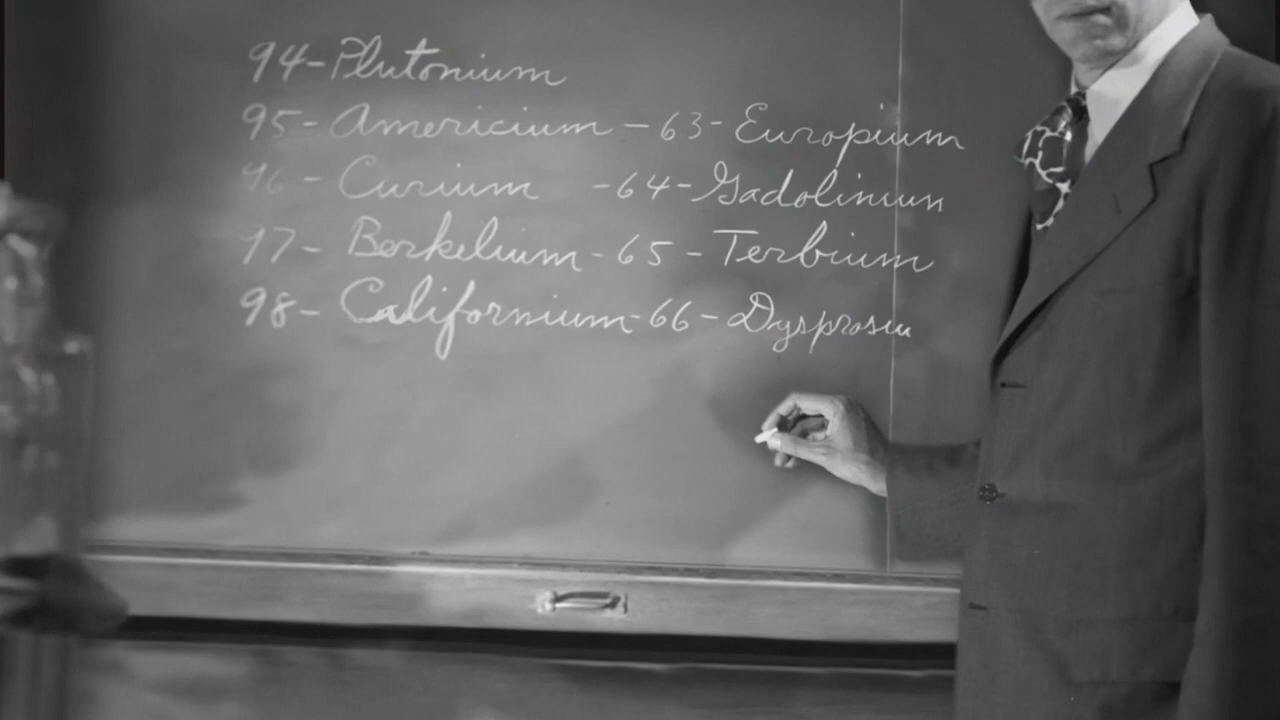 94-Plutonium
95-Americium -63-Europium
96-Curium -64-Gadolinium
97-Berkelium -65-Terbium
98-Californium-66-Dysprosiu